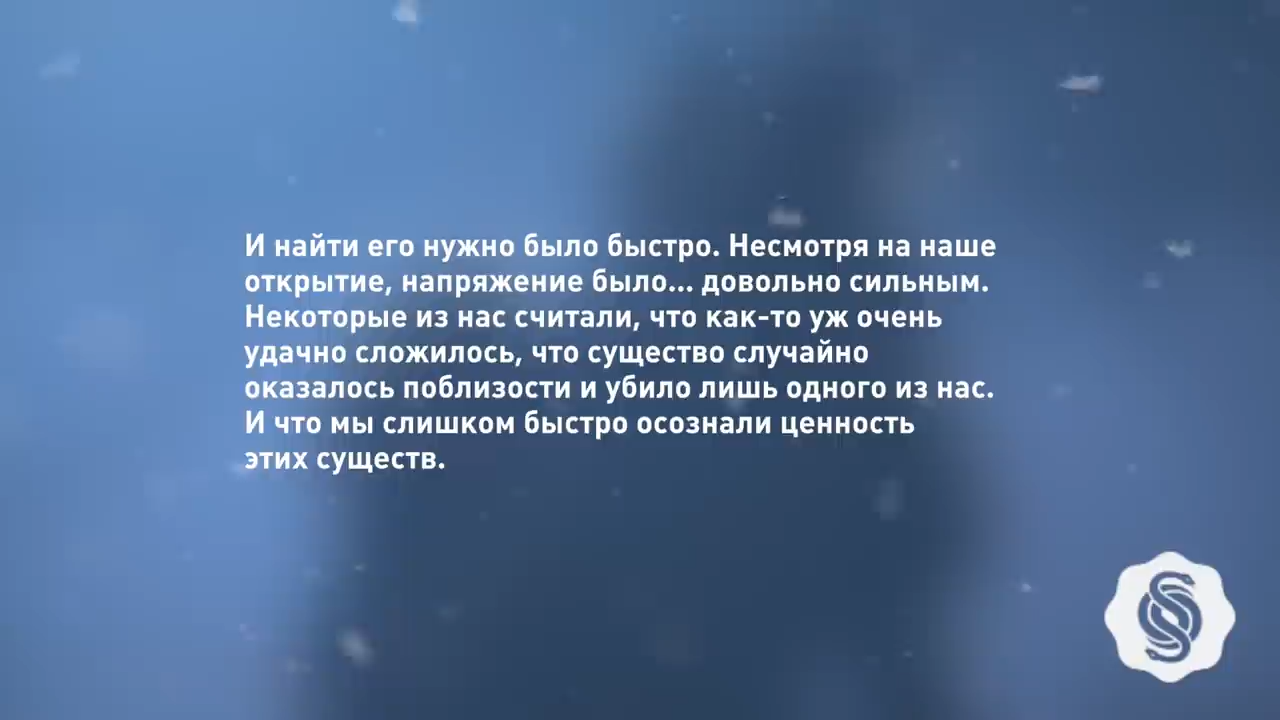 И найти его нужно было быстро. Несмотря на наше
открытие, напряжение было... довольно сильным.
Некоторые из нас считали, что как-то уж очень
удачно сложилось, что существо случайно
оказалось поблизости и убило лишь одного из нас.
И что мы слишком быстро осознали ценность
этих существ.